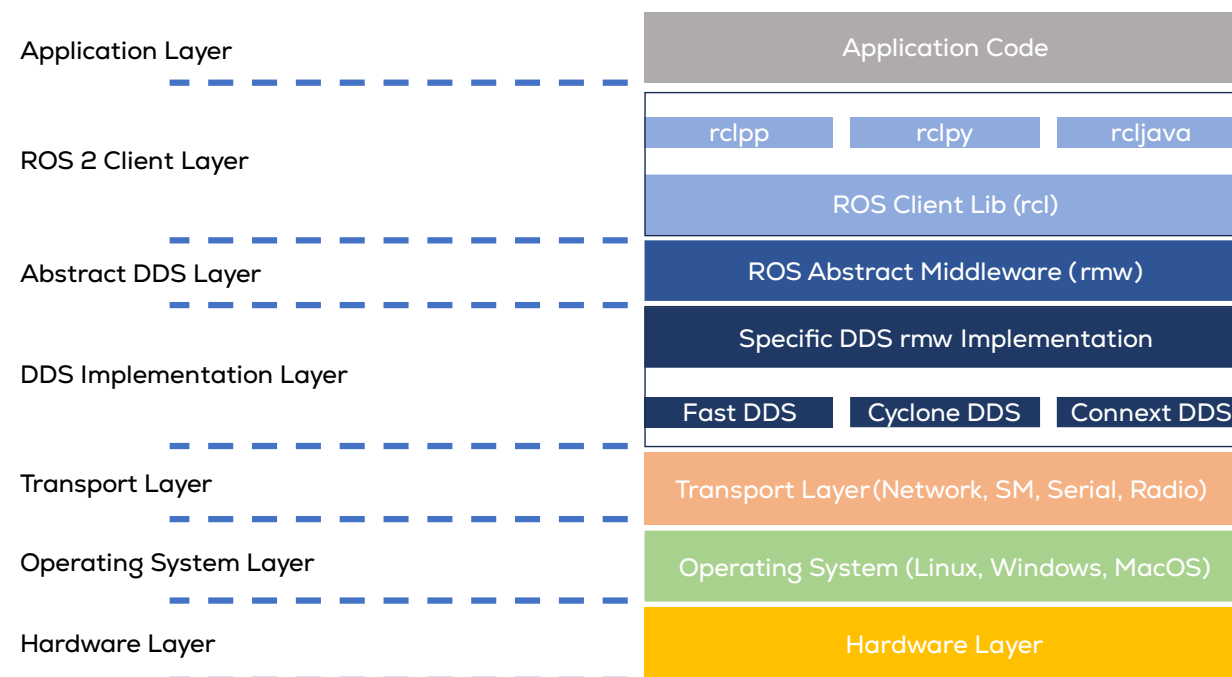 Application Layer
Application Code
rclpp
rclpy
rcljava
ROS 2 Client Layer
ROS Client Lib (rcl)
Abstract DDS Layer
ROS Abstract Middleware (rmw)
Specific DDS rmw Implementation
DDS Implementation Layer
Fast DDS
Cyclone DDS
Connext DDS
Transport Layer
Transport Layer (Network, SM, Serial, Radio)
Operating System Layer
Operating System (Linux, Windows, MacOS)
Hardware Layer
Hardware Layer